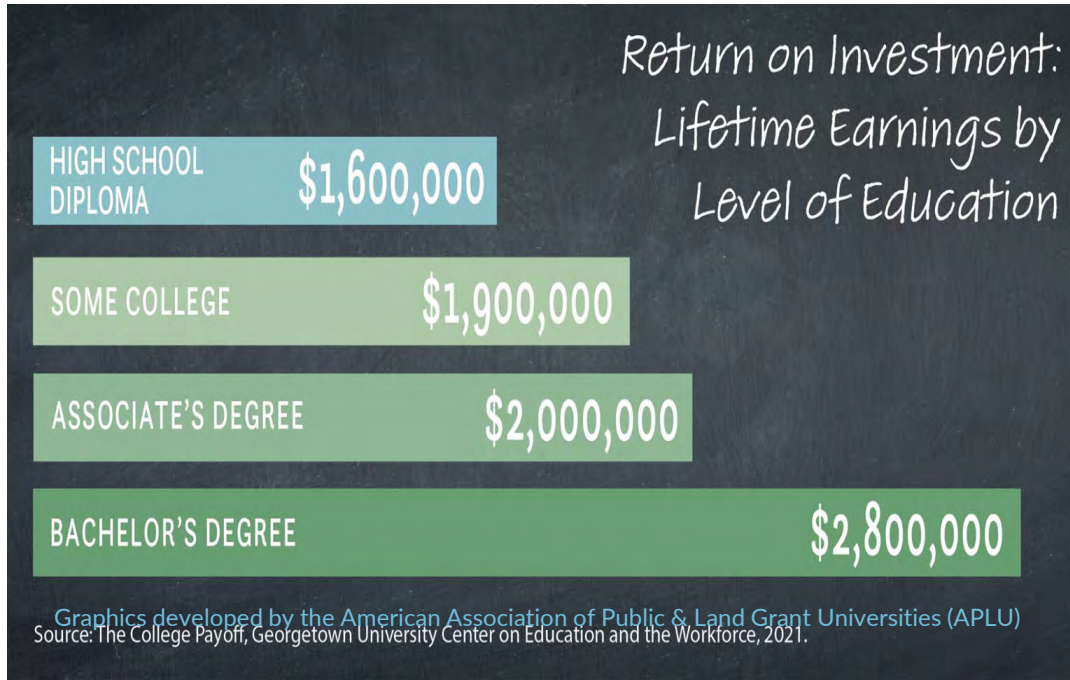 Return on Investment:
Lifetime Earnings by
Level of Education
HIGH SCHOOL
DIPLOMA
$1,600,000
SOME COLLEGE
$1,900,000
ASSOCIATE'S DEGREE
$2,000,000
BACHELOR'S DEGREE
$2,800,000
Graphics developed by the American Association of Public & Land Grant Universities (APLU)
Source: The College Payoff, Georgetown University Center on Education and the Workforce, 2021.